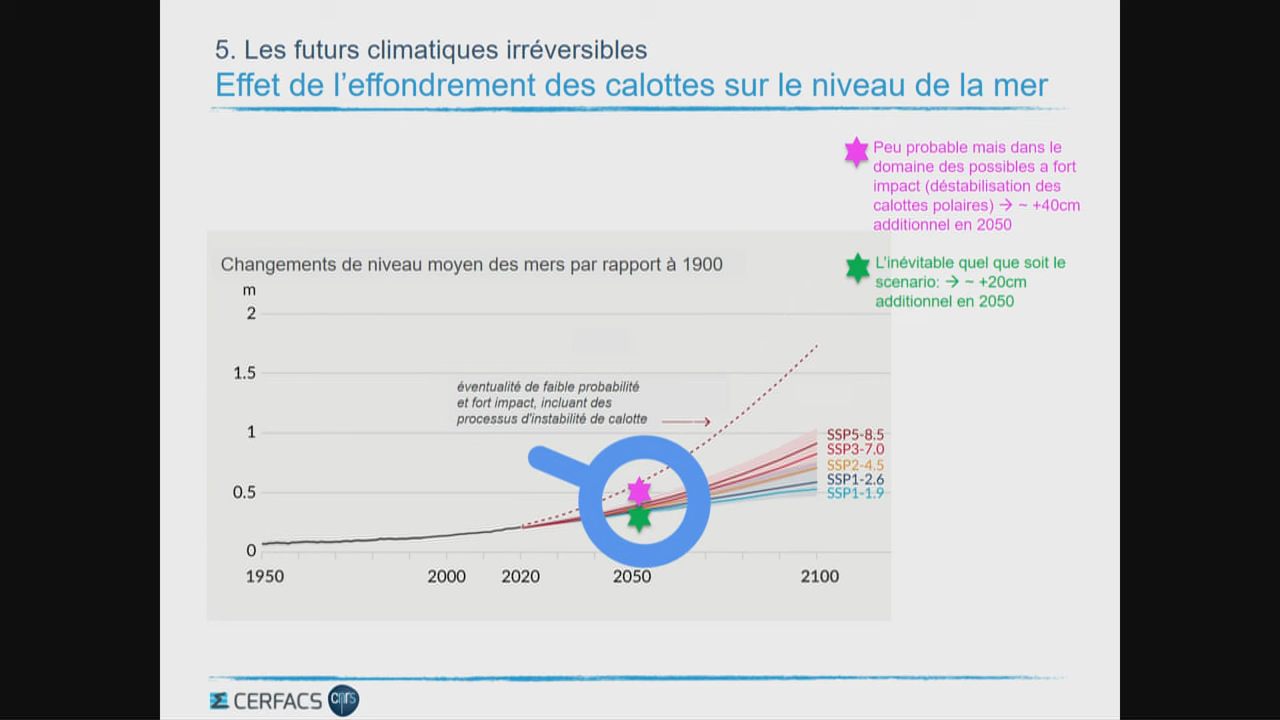 5. Les futurs climatiques irréversibles
Effet de l'effondrement des calottes sur le niveau de la mer
Peu probable mais dans le
domaine des possibles a fort
impact (déstabilisation des
calottes polaires) → ~ +40cm
additionnel en 2050
L'inévitable quel que soit le
scenario: → ~ +20cm
additionnel en 2050
Changements de niveau moyen des mers par rapport à 1900
m
2
1.5
1
0.5
0
éventualité de faible probabilité
et fort impact, incluant des
processus d'instabilité de calotte
SSP5-8.5
SSP3-7.0
SSP2-4.5
SSP1-2.6
SSP1-1.9
1950 2000 2020 2050 2100
CERFACS cnrs